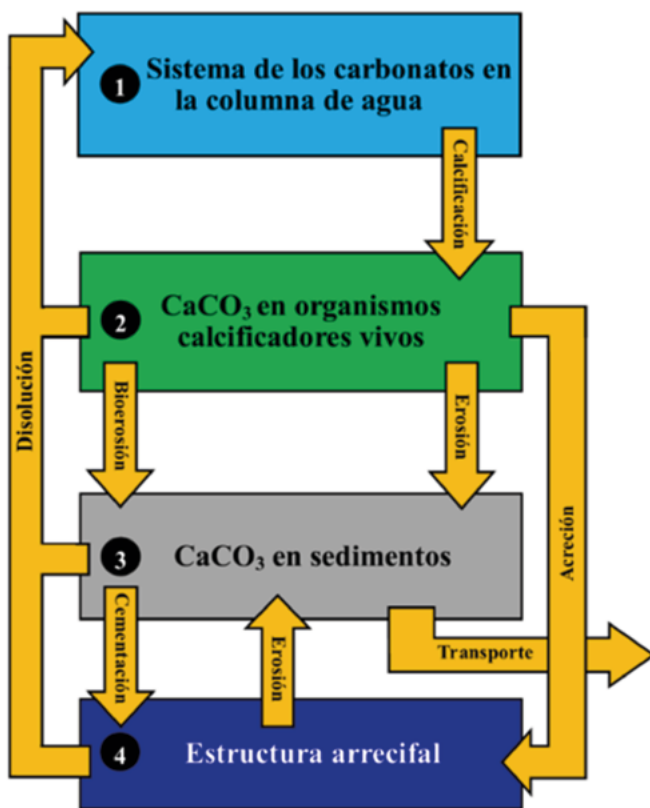 1 Sistema de los carbonatos en
la columna de agua
Calcificación
2 CaCO₃ en organismos
calcificadores vivos
Disolución
Bioerosión
Erosión
Acreción
3 CaCO₃ en sedimentos
Cementación
Erosión
Transporte
4 Estructura arrecifal